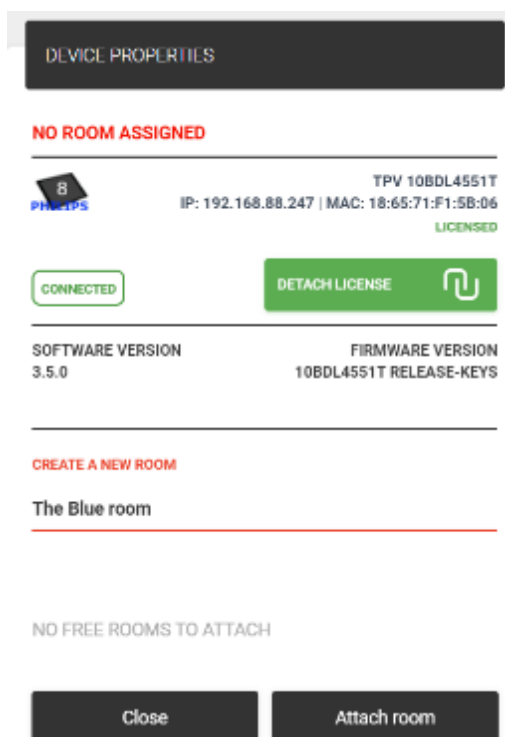 DEVICE PROPERTIES
NO ROOM ASSIGNED
8
PHILIPS
TPV 10BDL4551T
IP: 192.168.88.247 | MAC: 18:65:71:F1:5B:06
LICENSED
CONNECTED
DETACH LICENSE
SOFTWARE VERSION
3.5.0
FIRMWARE VERSION
10BDL4551T RELEASE-KEYS
CREATE A NEW ROOM
The Blue room
NO FREE ROOMS TO ATTACH
Close
Attach room